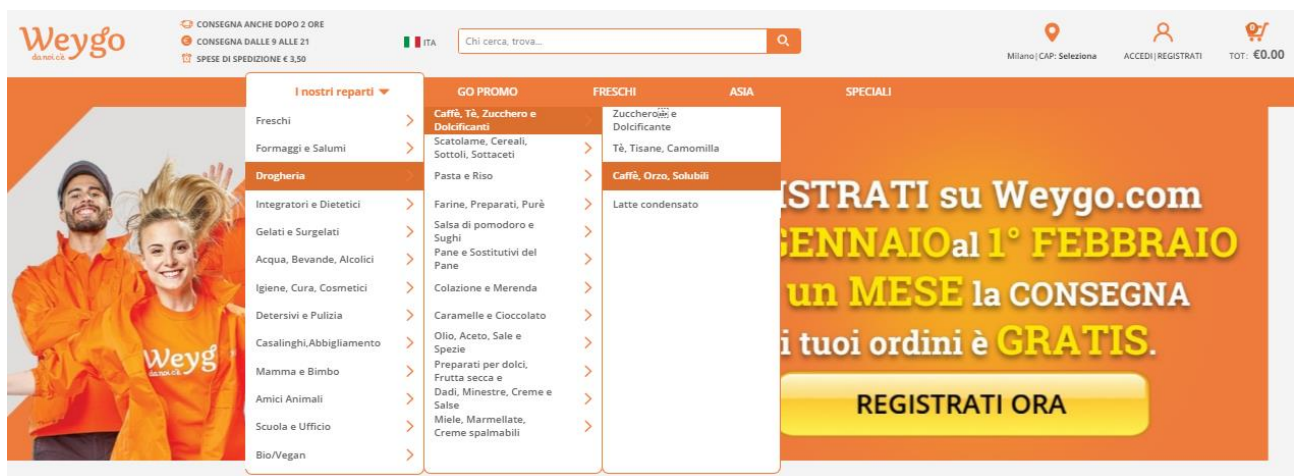 Weygo
da noi c'è
CONSEGNA ANCHE DOPO 2 ORE
CONSEGNA DALLE 9 ALLE 21
SPESE DI SPEDIZIONE € 3,50
ITA
Chi cerca, trova...
Milano|CAP: Seleziona
ACCEDI|REGISTRATI
TOT: €0.00
I nostri reparti
GO PROMO
FRESCHI
ASIA
SPECIALI
Freschi
Formaggi e Salumi
Drogheria
Integratori e Dietetici
Gelati e Surgelati
Acqua, Bevande, Alcolici
Igiene, Cura, Cosmetici
Detersivi e Pulizia
Casalinghi,Abbigliamento
Mamma e Bimbo
Amici Animali
Scuola e Ufficio
Bio/Vegan
Caffè, Tè, Zucchero e
Dolcificanti
Scatolame, Cereali,
Sottoli, Sottaceti
Pasta e Riso
Farine, Preparati, Purè
Salsa di pomodoro e
Sughi
Pane e Sostitutivi del
Pane
Colazione e Merenda
Caramelle e Cioccolato
Olio, Aceto, Sale e
Spezie
Preparati per dolci,
Frutta secca e
Dadi, Minestre, Creme e
Salse
Miele, Marmellate,
Creme spalmabili
Zucchero e
Dolcificante
Tè, Tisane, Camomilla
Caffè, Orzo, Solubili
Latte condensato
ISTRATI su Weygo.com
GENNAIO al 1° FEBBRAIO
un MESE la CONSEGNA
i tuoi ordini è GRATIS.
REGISTRATI ORA
Weyg
da noi c'è